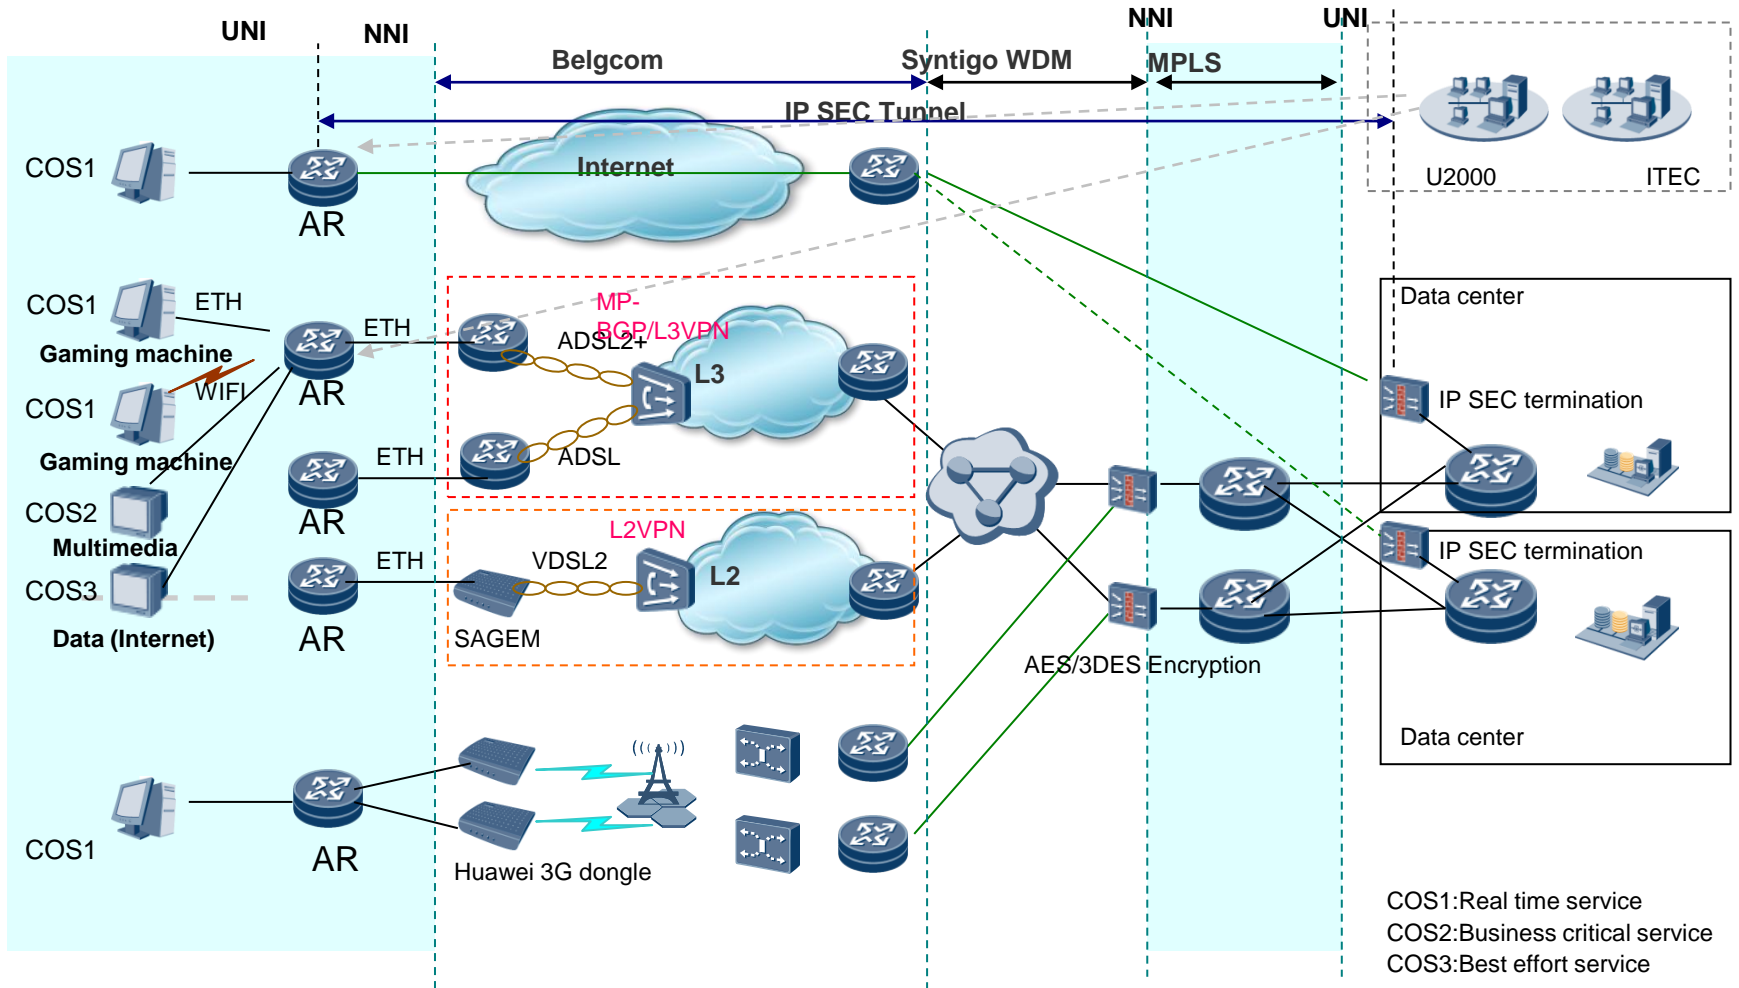 UNI
NNI
NNI
UNI
Belgcom
Syntigo WDM
MPLS
IP SEC Tunnel
COS1
AR
Internet
U2000
ITEC
COS1
ETH
Gaming machine
ETH
AR
MP-
BGP/L3VPN
ADSL2+
L3
Data center
WIFI
COS1
Gaming machine
ETH
ADSL
AR
IP SEC termination
COS2
Multimedia
L2VPN
ETH
VDSL2
L2
IP SEC termination
COS3
Data (Internet)
AR
SAGEM
AES/3DES Encryption
Data center
COS1
AR
Huawei 3G dongle
COS1:Real time service
COS2:Business critical service
COS3:Best effort service